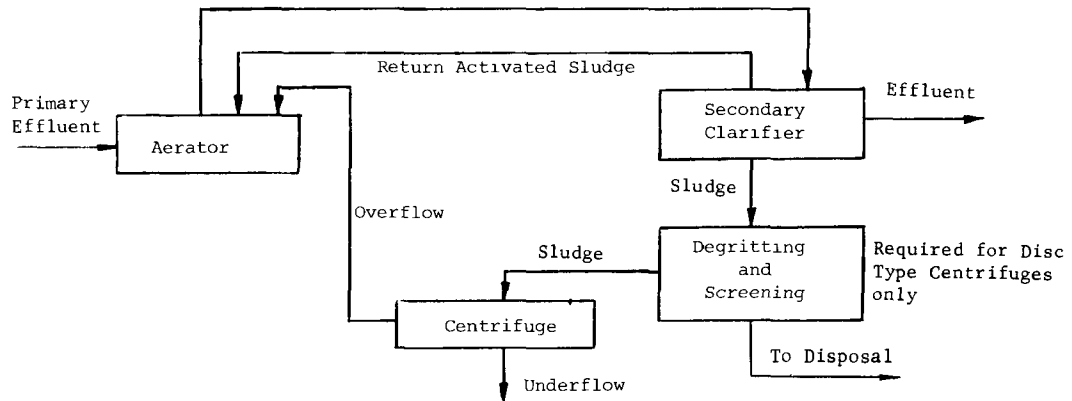 Return Activated Sludge
Primary
Effluent
Aerator
Secondary
Clarifier
Effluent
Sludge
Overflow
Degritting
and
Screening
Required for Disc
Type Centrifuges
only
Sludge
Centrifuge
To Disposal
Underflow